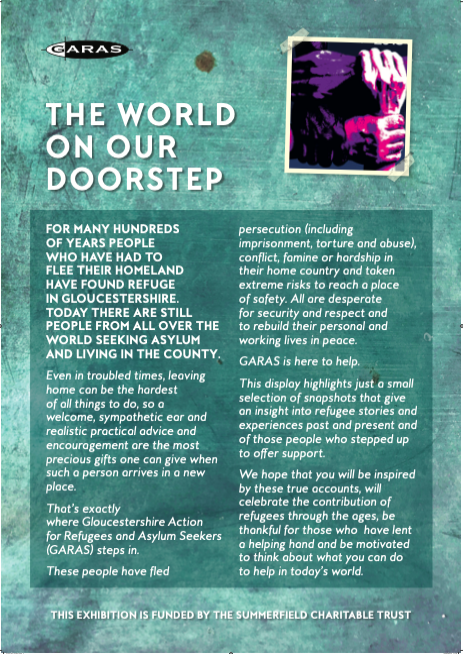 GARAS
THE WORLD
ON OUR
DOORSTEP
FOR MANY HUNDREDS
OF YEARS PEOPLE
WHO HAVE HAD TO
FLEE THEIR HOMELAND
HAVE FOUND REFUGE
IN GLOUCESTERSHIRE.
TODAY THERE ARE STILL
PEOPLE FROM ALL OVER THE
WORLD SEEKING ASYLUM
AND LIVING IN THE COUNTY.
Even in troubled times, leaving
home can be the hardest
of all things to do, so a
welcome, sympathetic ear and
realistic practical advice and
encouragement are the most
precious gifts one can give when
such a person arrives in a new
place.
That's exactly
where Gloucestershire Action
for Refugees and Asylum Seekers
(GARAS) steps in.
These people have fled
persecution (including
imprisonment, torture and abuse),
conflict, famine or hardship in
their home country and taken
extreme risks to reach a place
of safety. All are desperate
for security and respect and
to rebuild their personal and
working lives in peace.
GARAS is here to help.
This display highlights just a small
selection of snapshots that give
an insight into refugee stories and
experiences past and present and
of those people who stepped up
to offer support.
We hope that you will be inspired
by these true accounts, will
celebrate the contribution of
refugees through the ages, be
thankful for those who have lent
a helping hand and be motivated
to think about what you can do
to help in today's world.
THIS EXHIBITION IS FUNDED BY THE SUMMERFIELD CHARITABLE TRUST